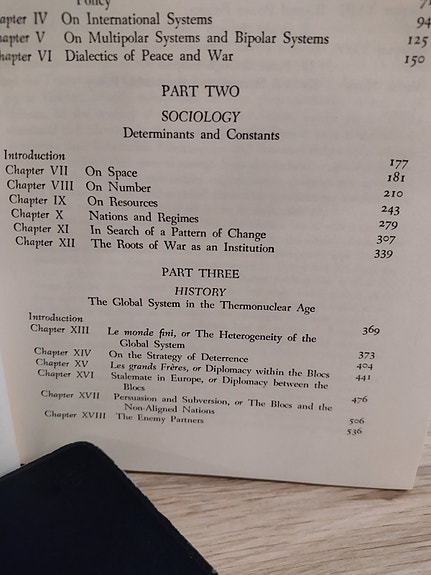 Policy
apter IV On International Systems 94
apter V On Multipolar Systems and Bipolar Systems 125
apter VI Dialectics of Peace and War 150
PART TWO
SOCIOLOGY
Determinants and Constants
Introduction 177
Chapter VII On Space 181
Chapter VIII On Number 210
Chapter IX On Resources 243
Chapter X Nations and Regimes 279
Chapter XI In Search of a Pattern of Change 307
Chapter XII The Roots of War as an Institution 339
PART THREE
HISTORY
The Global System in the Thermonuclear Age
Introduction 369
Chapter XIII Le monde fini, or The Heterogeneity of the
Global System 373
Chapter XIV On the Strategy of Deterrence 404
Chapter XV Les grands Frères, or Diplomacy within the Blocs 441
Chapter XVI Stalemate in Europe, or Diplomacy between the
Blocs 476
Chapter XVII Persuasion and Subversion, or The Blocs and the
Non-Aligned Nations 506
Chapter XVIII The Enemy Partners 536